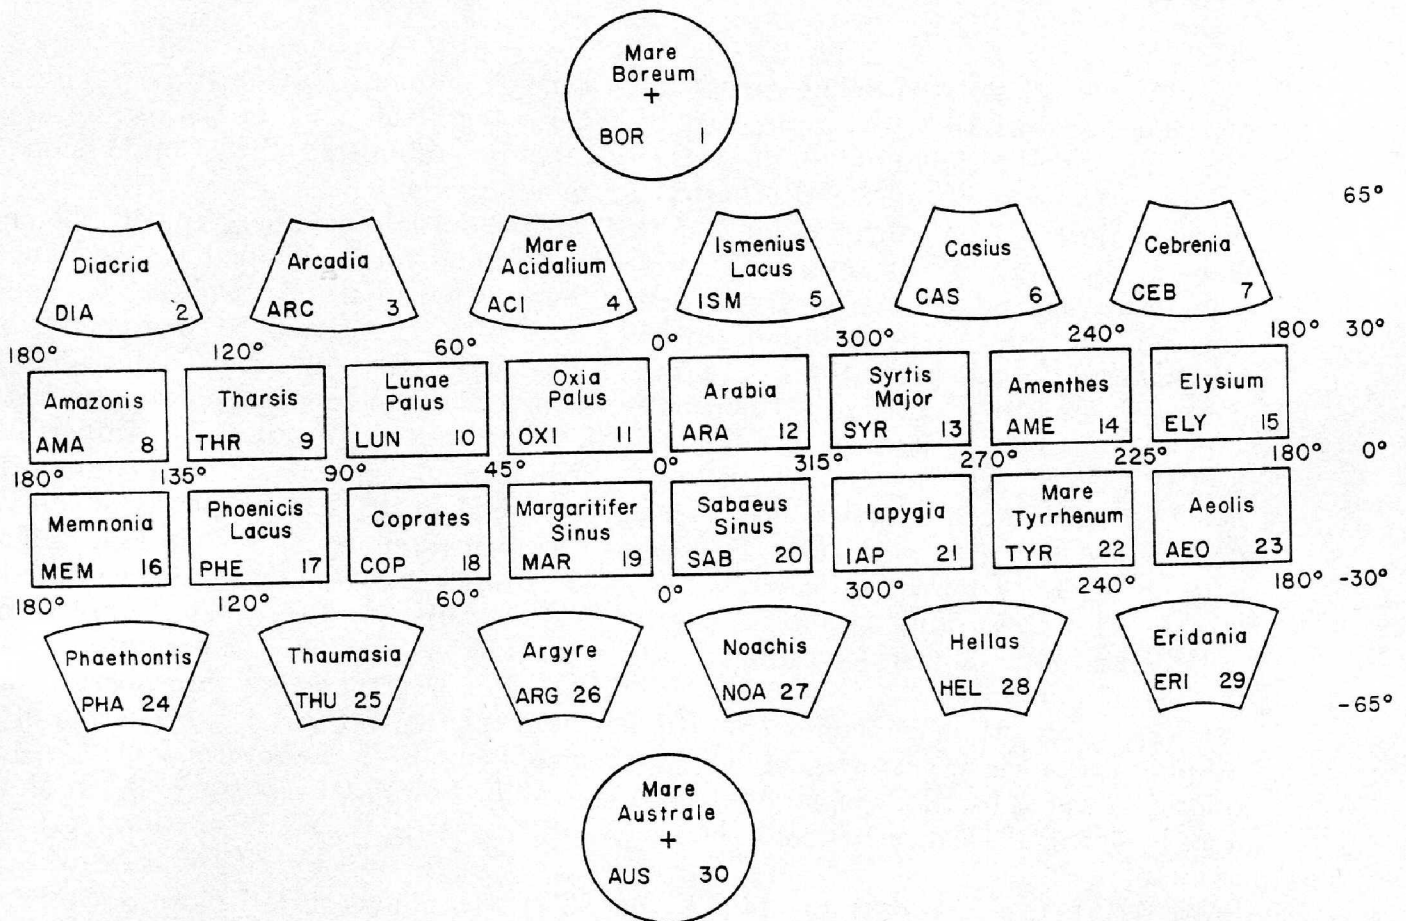 Mare
Boreum
+
BOR 1
65°
Diacria
DIA 2
Arcadia
ARC 3
Mare
Acidalium
ACI 4
Ismenius
Lacus
ISM 5
Casius
CAS 6
Cebrenia
CEB 7
180° 120° 60° 0° 300° 240° 180° 30°
Amazonis
AMA 8
Tharsis
THR 9
Lunae
Palus
LUN 10
Oxia
Palus
OXI 11
Arabia
ARA 12
Syrtis
Major
SYR 13
Amenthes
AME 14
Elysium
ELY 15
180° 135° 90° 45° 0° 315° 270° 225° 180° 0°
Memnonia
MEM 16
Phoenicis
Lacus
PHE 17
Coprates
COP 18
Margaritifer
Sinus
MAR 19
Sabaeus
Sinus
SAB 20
Iapygia
IAP 21
Mare
Tyrrhenum
TYR 22
Aeolis
AEO 23
180° 120° 60° 0° 300° 240° 180° -30°
Phaethontis
PHA 24
Thaumasia
THU 25
Argyre
ARG 26
Noachis
NOA 27
Hellas
HEL 28
Eridania
ERI 29
-65°
Mare
Australe
+
AUS 30